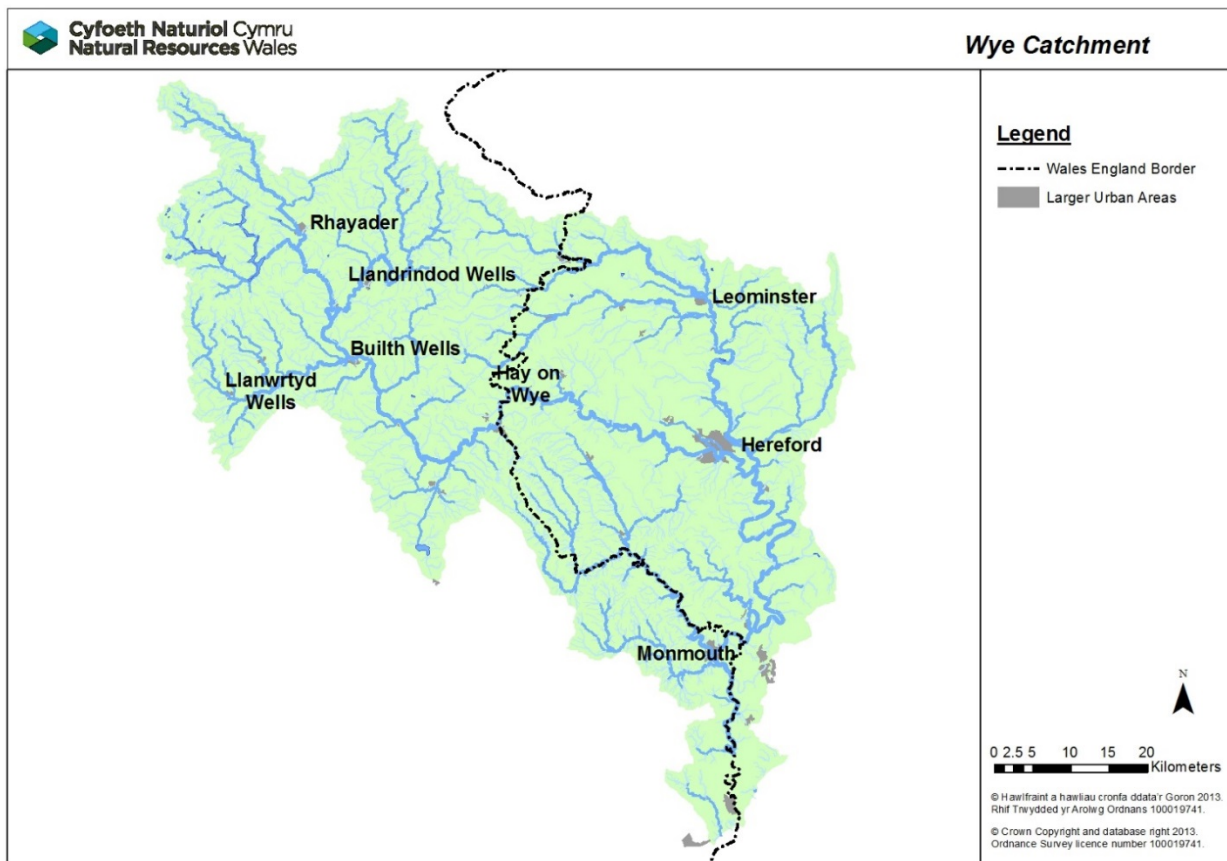 Cyfoeth Naturiol Cymru
Natural Resources Wales
Wye Catchment
Legend
Wales England Border
Larger Urban Areas
Rhayader
Llandrindod Wells
Leominster
Builth Wells
Hay on
Wye
Llanwrtyd
Wells
Hereford
Monmouth
N
0 2.5 5 10 15 20
Kilometers
© Hawlfraint a hawliau cronfa ddata'r Goron 2013.
Rhif Trwydded yr Arolwg Ordnans 100019741.
© Crown Copyright and database right 2013.
Ordnance Survey licence number 100019741.